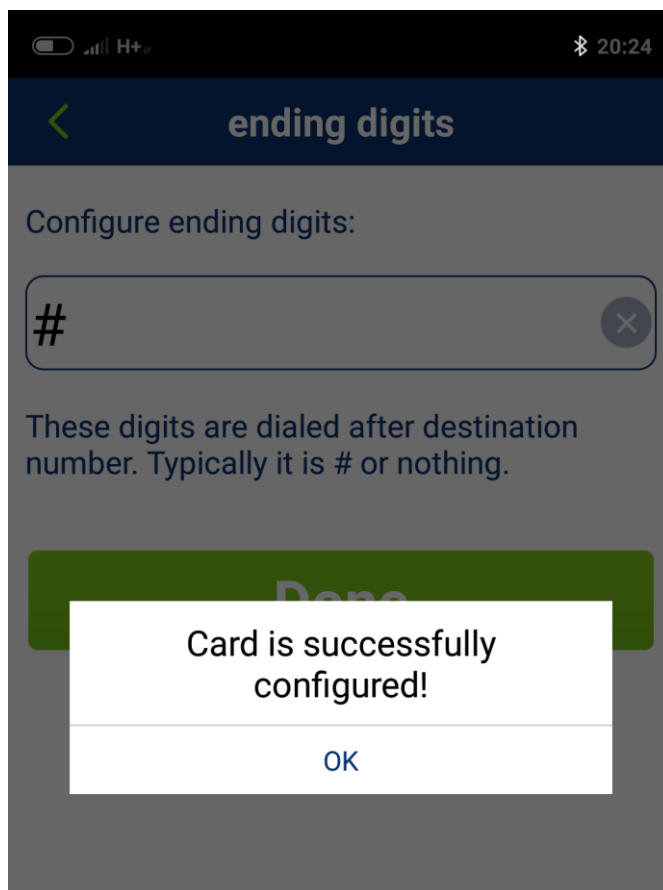 H+ 20:24
ending digits
Configure ending digits:
#
These digits are dialed after destination
number. Typically it is # or nothing.
Done
Card is successfully
configured!
OK